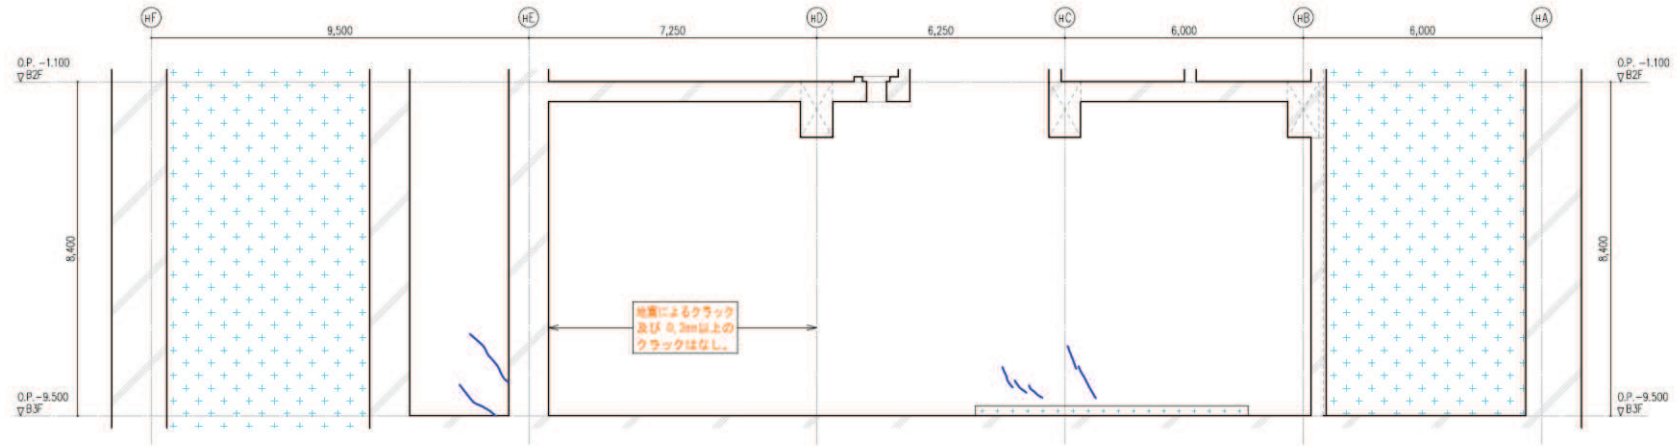 HF HE HD HC HB HA
9,500 7,250 6,250 6,000 6,000
O.P. -1.100 O.P. -1.100
▽B2F ▽B2F
8,400 8,400
地震によるクラック
及び 0.3mm以上の
クラックはなし。
O.P.-9.500 O.P.-9.500
▽B3F ▽B3F